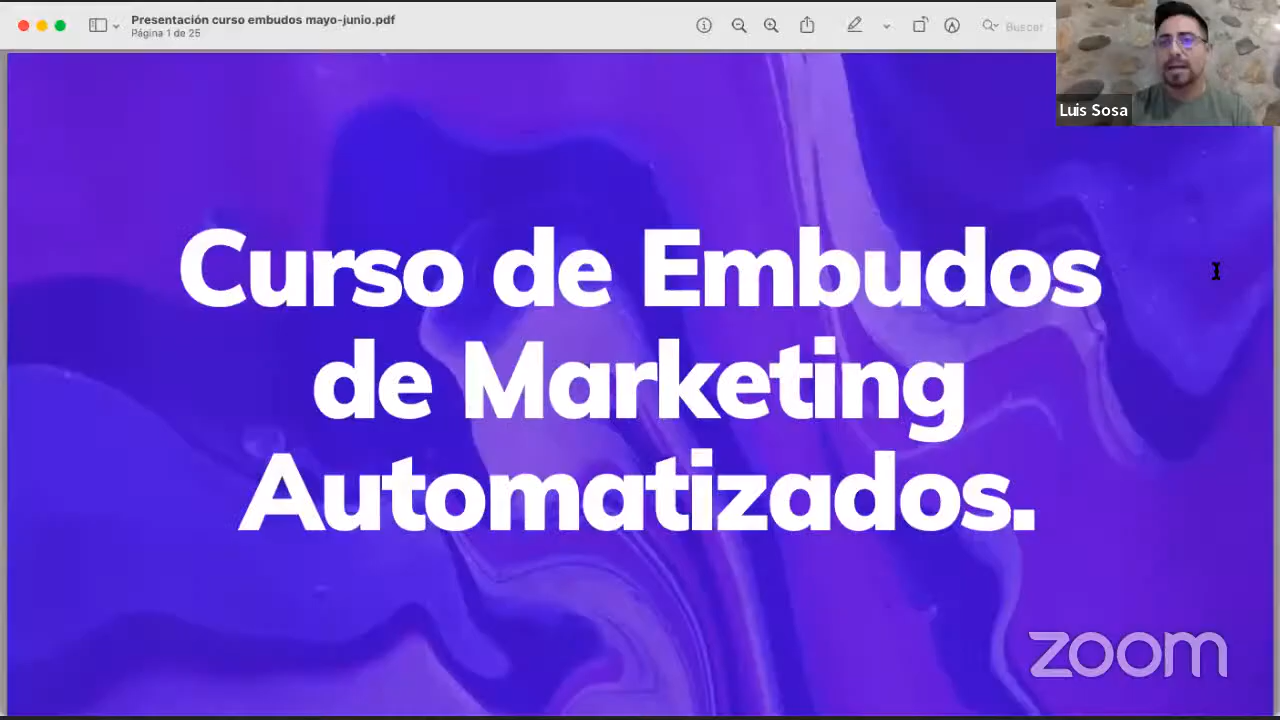 Presentación curso embudos mayo-junio.pdf
Página 1 de 25
Buscar
Luis Sosa
Curso de Embudos
de Marketing
Automatizados.
zoom